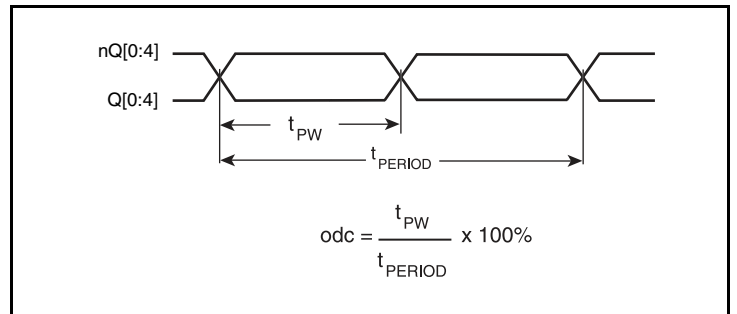 nQ[0:4]
Q[0:4]
tPW
tPERIOD
odc = tPW / tPERIOD x 100%